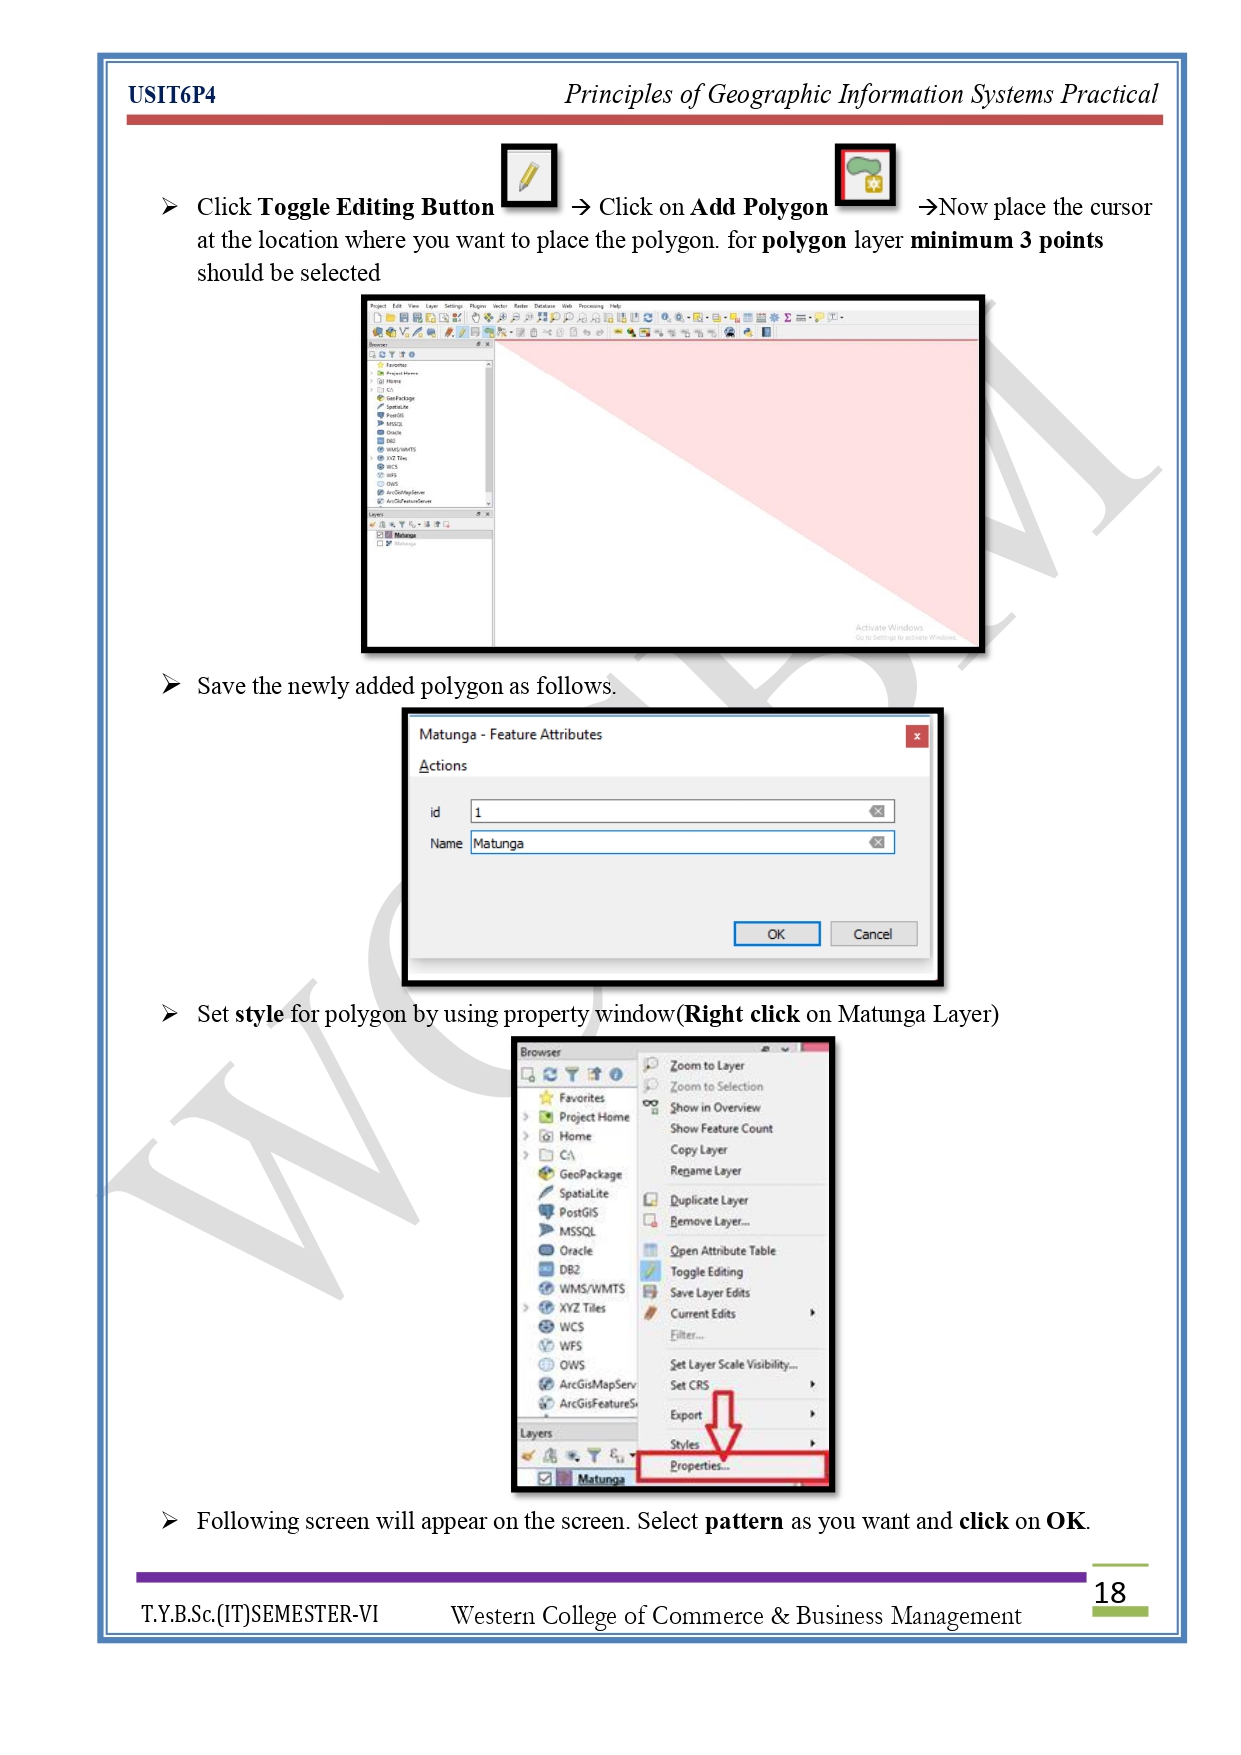 USIT6P4 Principles of Geographic Information Systems Practical
➢ Click Toggle Editing Button → Click on Add Polygon →Now place the cursor
at the location where you want to place the polygon. for polygon layer minimum 3 points
should be selected
Project Edit View Layer Settings Plugins Vector Raster Database Web Processing Help
Browser
Favorites
Project Home
Home
C:\
GeoPackage
SpatiaLite
PostGIS
MSSQL
Oracle
DB2
WMS/WMTS
XYZ Tiles
WCS
WFS
OWS
ArcGisMapServer
ArcGisFeatureServer
Layers
Matunga
Matunga
Activate Windows
Go to Settings to activate Windows.
➢ Save the newly added polygon as follows.
Matunga - Feature Attributes
x
Actions
id 1
Name Matunga
OK Cancel
➢ Set style for polygon by using property window(Right click on Matunga Layer)
Browser
Favorites
Project Home
Home
C:\
GeoPackage
SpatiaLite
PostGIS
MSSQL
Oracle
DB2
WMS/WMTS
XYZ Tiles
WCS
WFS
OWS
ArcGisMapServ
ArcGisFeatureS
Layers
Matunga
Zoom to Layer
Zoom to Selection
Show in Overview
Show Feature Count
Copy Layer
Rename Layer
Duplicate Layer
Remove Layer...
Open Attribute Table
Toggle Editing
Save Layer Edits
Current Edits
Filter...
Set Layer Scale Visibility...
Set CRS
Export
Styles
Properties...
➢ Following screen will appear on the screen. Select pattern as you want and click on OK.
18
T.Y.B.Sc.(IT)SEMESTER-VI Western College of Commerce & Business Management